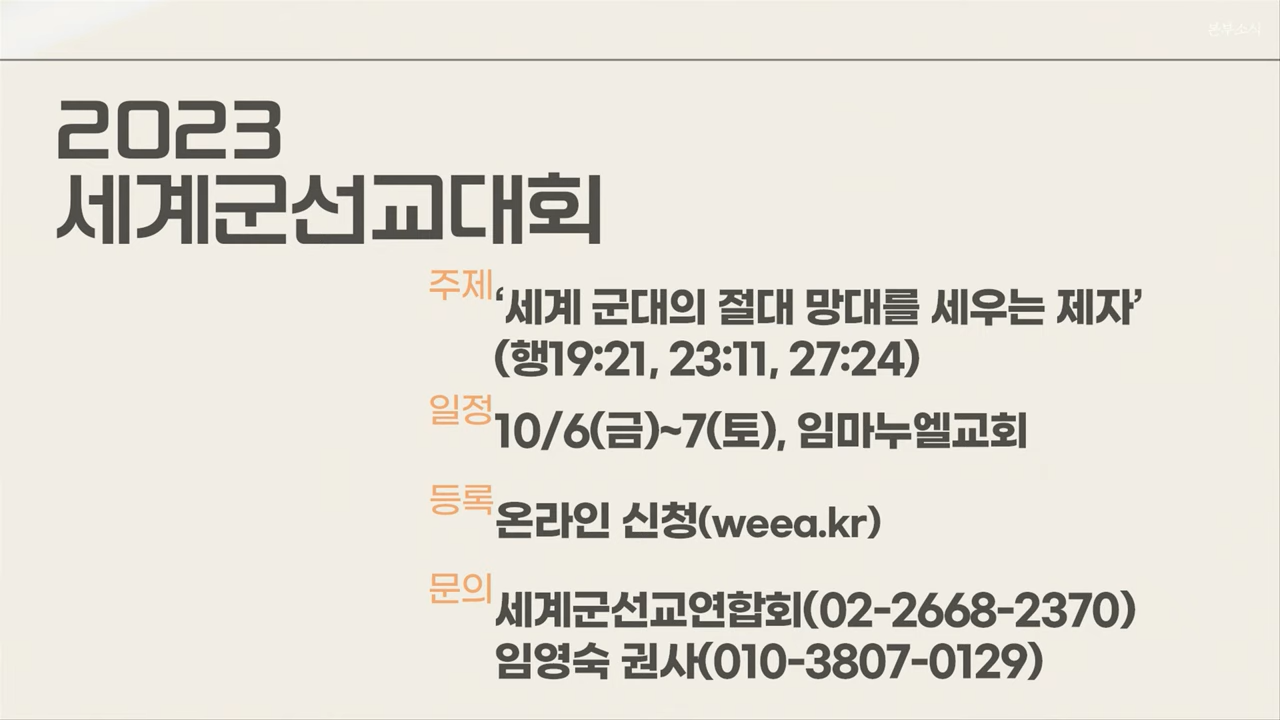 본부소식
2023
세계군선교대회
주제 ‘세계 군대의 절대 망대를 세우는 제자’
(행19:21, 23:11, 27:24)
일정 10/6(금)~7(토), 임마누엘교회
등록 온라인 신청(weea.kr)
문의 세계군선교연합회(02-2668-2370)
임영숙 권사(010-3807-0129)